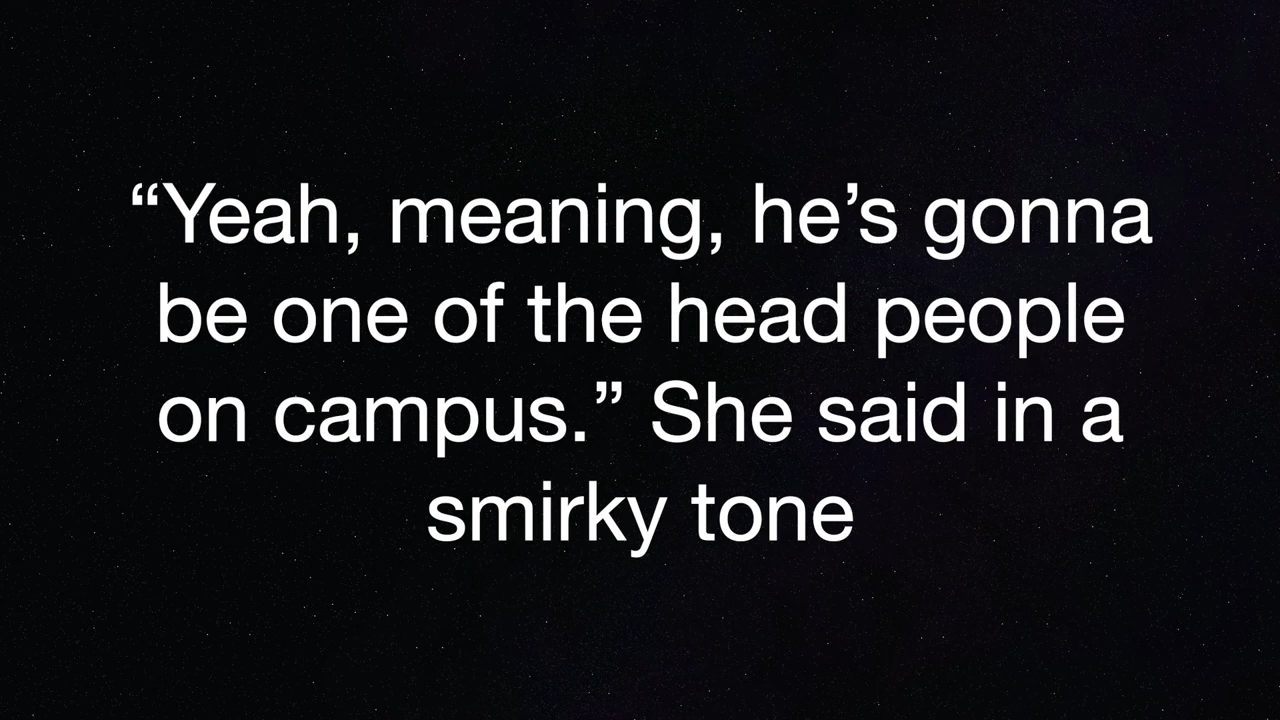 “Yeah, meaning, he’s gonna
be one of the head people
on campus.” She said in a
smirky tone